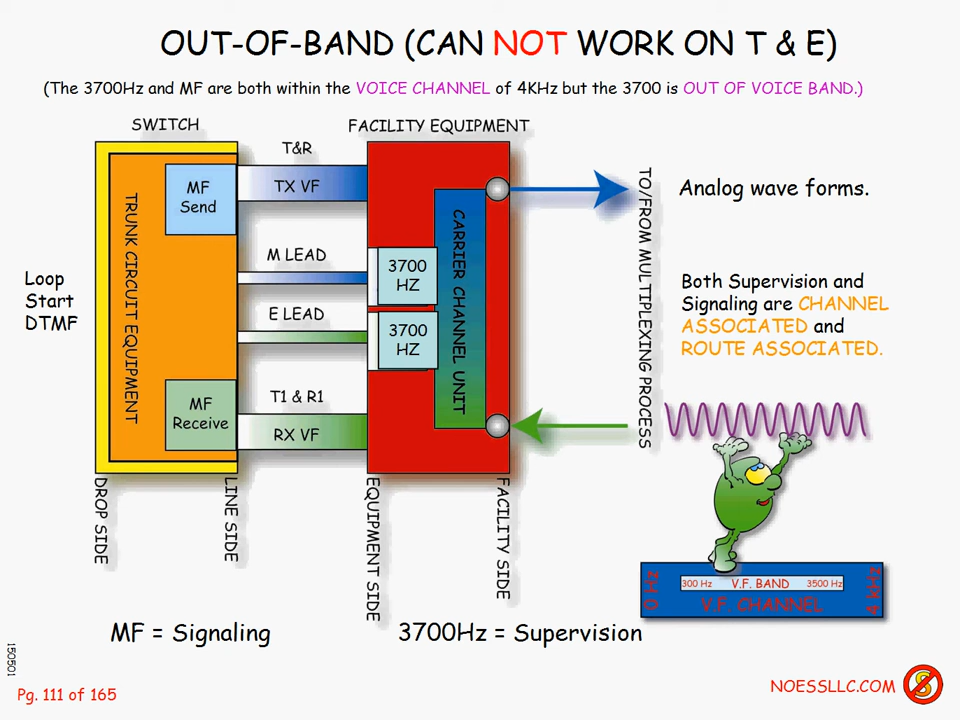 OUT-OF-BAND (CAN NOT WORK ON T & E)
(The 3700Hz and MF are both within the VOICE CHANNEL of 4KHz but the 3700 is OUT OF VOICE BAND.)
SWITCH
FACILITY EQUIPMENT
T&R
TX VF
MF
Send
TRUNK CIRCUIT EQUIPMENT
M LEAD
3700
HZ
E LEAD
3700
HZ
CARRIER CHANNEL UNIT
T1 & R1
RX VF
MF
Receive
Loop
Start
DTMF
TO/FROM MULTIPLEXING PROCESS
Analog wave forms.
Both Supervision and
Signaling are CHANNEL
ASSOCIATED and
ROUTE ASSOCIATED.
DROP SIDE
LINE SIDE
EQUIPMENT SIDE
FACILITY SIDE
0 Hz
300 Hz V.F. BAND 3500 Hz
V.F. CHANNEL
4 kHz
MF = Signaling
3700Hz = Supervision
150501
Pg. 111 of 165
NOESSLLC.COM
S